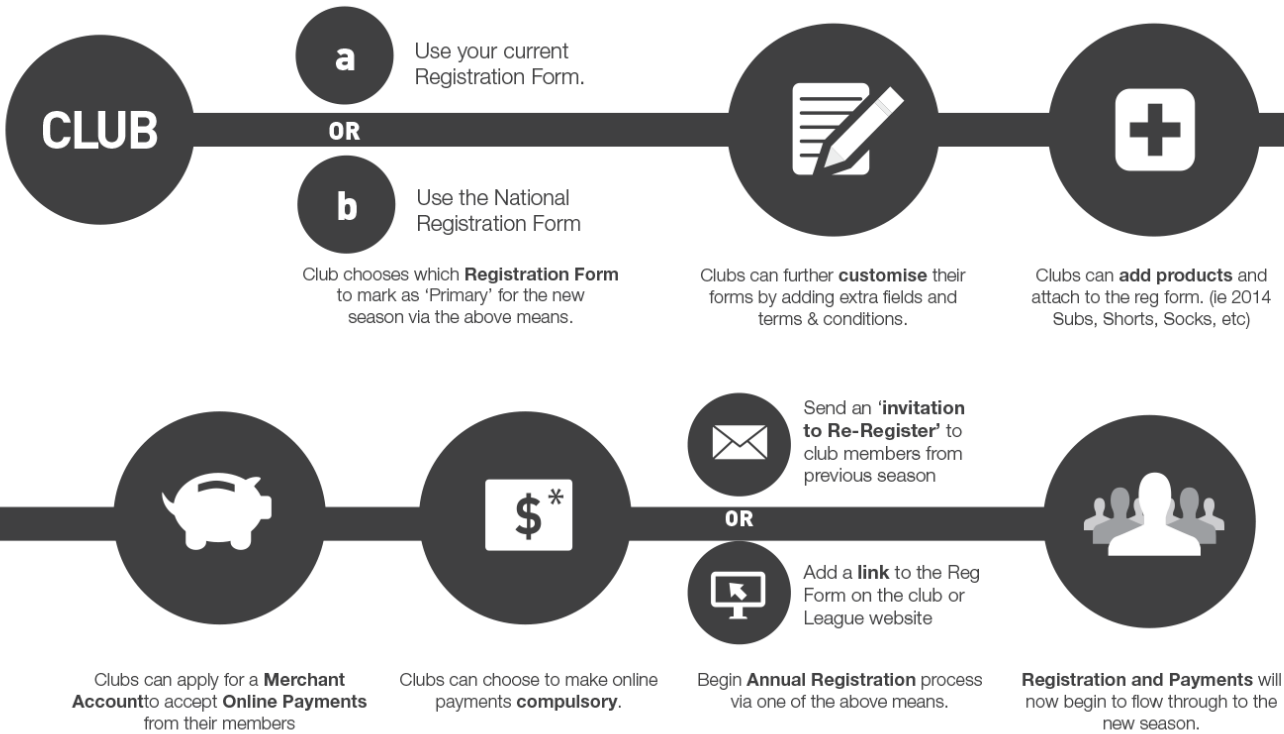 CLUB
a
Use your current
Registration Form.
OR
b
Use the National
Registration Form
Club chooses which Registration Form
to mark as ‘Primary’ for the new
season via the above means.
Clubs can further customise their
forms by adding extra fields and
terms & conditions.
Clubs can add products and
attach to the reg form. (ie 2014
Subs, Shorts, Socks, etc)
Clubs can apply for a Merchant
Accountto accept Online Payments
from their members
$*
Clubs can choose to make online
payments compulsory.
Send an ‘invitation
to Re-Register’ to
club members from
previous season
OR
Add a link to the Reg
Form on the club or
League website
Begin Annual Registration process
via one of the above means.
Registration and Payments will
now begin to flow through to the
new season.